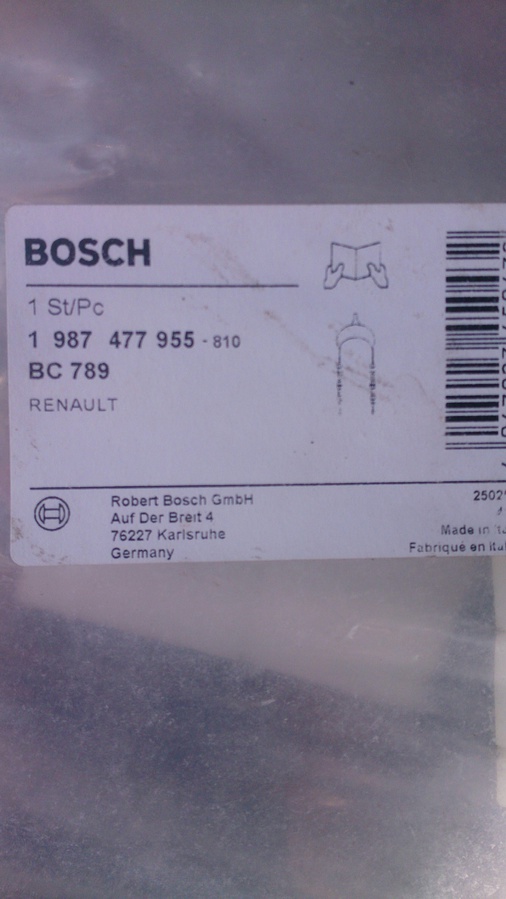 BOSCH
1 St/Pc
1 987 477 955 - 810
BC 789
RENAULT
Robert Bosch GmbH
Auf Der Breit 4
76227 Karlsruhe
Germany
Made in
Fabriqué en